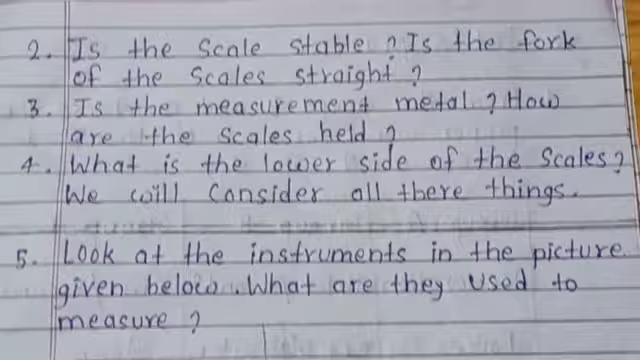 2. Is the Scale stable ? Is the fork
of the Scales straight ?
3. Is the measurement metal ? How
are the Scales held ?
4. What is the lower side of the Scales ?
We will Consider all there things.
5. Look at the instruments in the picture
given below. What are they used to
measure ?